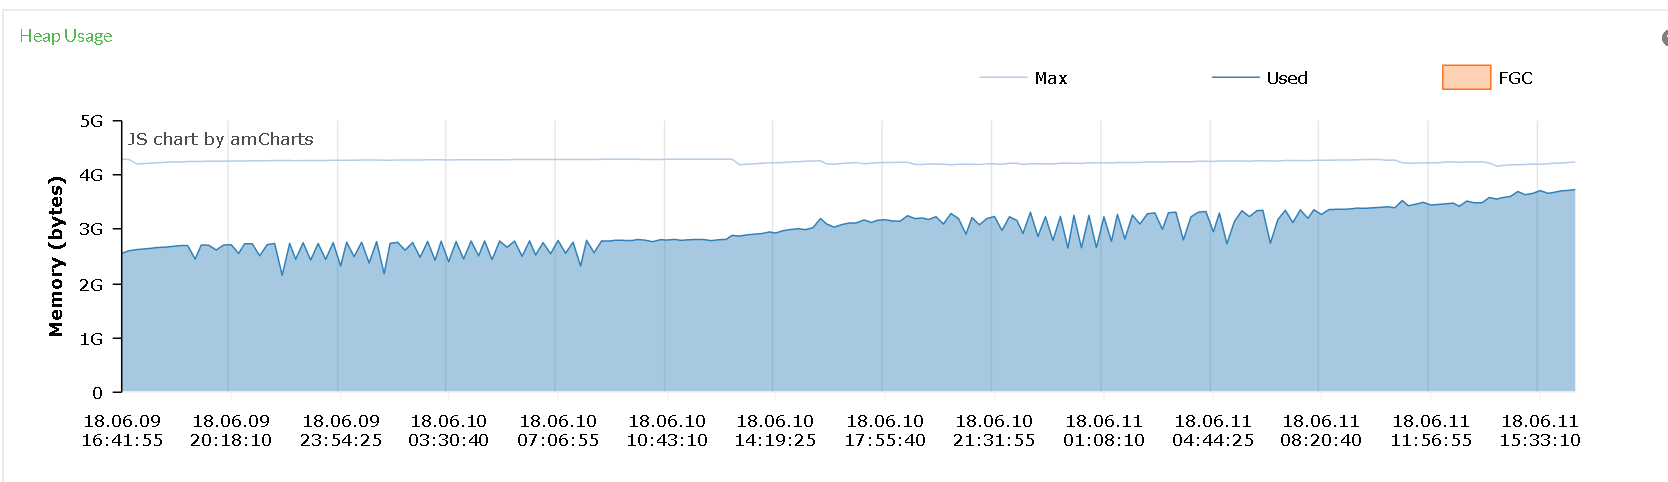 Heap Usage
Max
Used
FGC
JS chart by amCharts
Memory (bytes)
5G
4G
3G
2G
1G
0
18.06.09 18.06.09 18.06.09 18.06.10 18.06.10 18.06.10 18.06.10 18.06.10 18.06.10 18.06.11 18.06.11 18.06.11 18.06.11 18.06.11
16:41:55 20:18:10 23:54:25 03:30:40 07:06:55 10:43:10 14:19:25 17:55:40 21:31:55 01:08:10 04:44:25 08:20:40 11:56:55 15:33:10